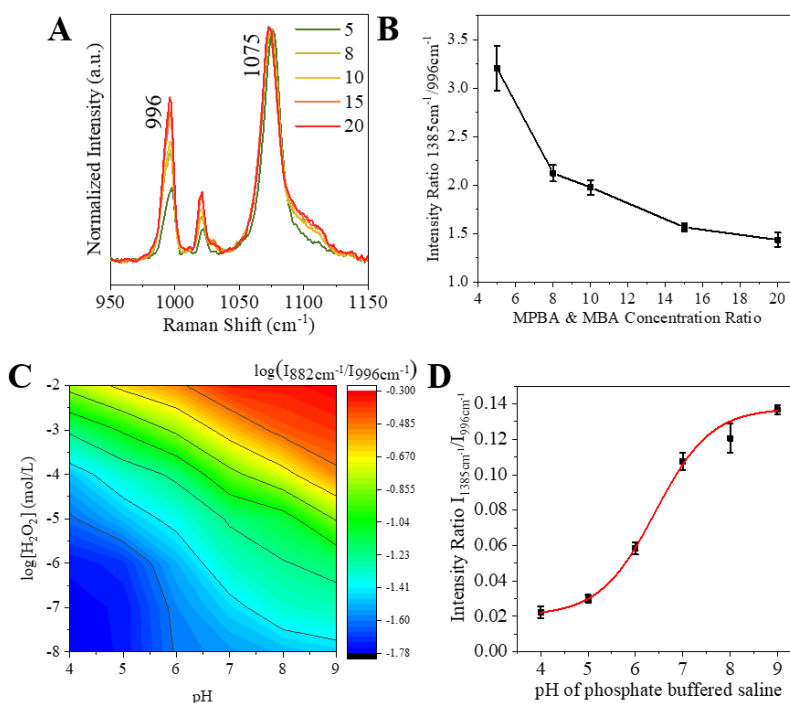 A
996
1075
5
8
10
15
20
Normalized Intensity (a.u.)
950
1000
1050
1100
1150
Raman Shift (cm⁻¹)
B
Intensity Ratio 1385cm⁻¹/996cm⁻¹
3.5
3.0
2.5
2.0
1.5
1.0
4 6 8 10 12 14 16 18 20
MPBA & MBA Concentration Ratio
C
log(I882cm⁻¹/I996cm⁻¹)
log[H₂O₂] (mol/L)
-2
-3
-4
-5
-6
-7
-8
4 5 6 7 8 9
pH
-0.300
-0.485
-0.670
-0.855
-1.04
-1.23
-1.42
-1.60
-1.78
D
Intensity Ratio I1385cm⁻¹/I996cm⁻¹
0.14
0.12
0.10
0.08
0.06
0.04
0.02
0.00
4 5 6 7 8 9
pH of phosphate buffered saline